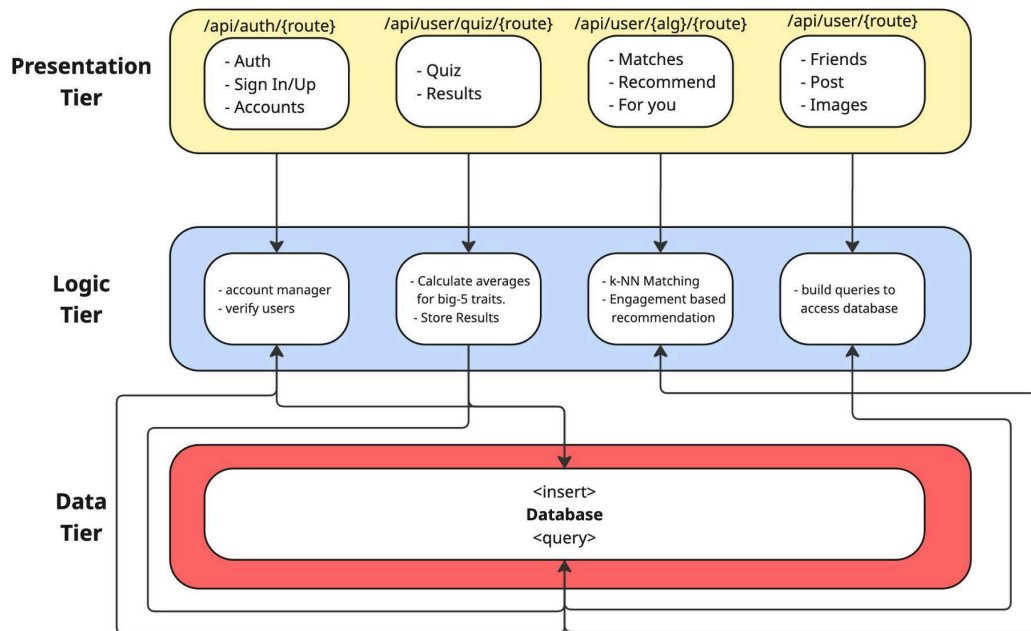 /api/auth/{route}
/api/user/quiz/{route}
/api/user/{alg}/{route}
/api/user/{route}
Presentation
Tier
- Auth
- Sign In/Up
- Accounts
- Quiz
- Results
- Matches
- Recommend
- For you
- Friends
- Post
- Images
Logic
Tier
- account manager
- verify users
- Calculate averages
for big-5 traits.
- Store Results
- k-NN Matching
- Engagement based
recommendation
- build queries to
access database
Data
Tier
<insert>
Database
<query>